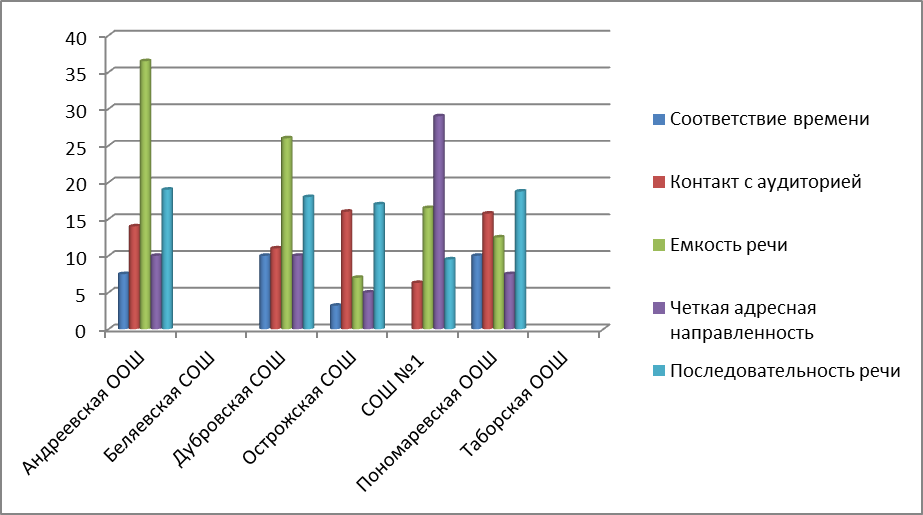 40
35
30
25
20
15
10
5
0
Андреевская ООШ
Беляевская СОШ
Дубровская СОШ
Острожская СОШ
СОШ №1
Пономаревская ООШ
Таборская ООШ
Соответствие времени
Контакт с аудиторией
Емкость речи
Четкая адресная
направленность
Последовательность речи